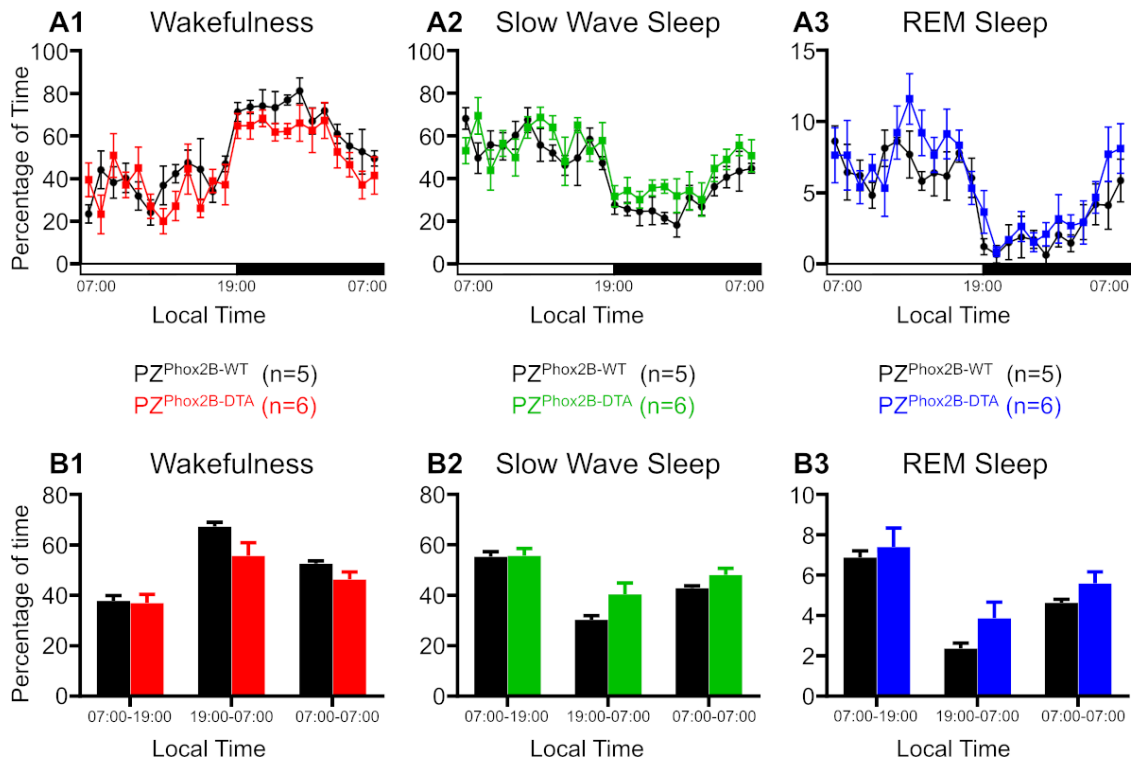 A1 Wakefulness
A2 Slow Wave Sleep
A3 REM Sleep
Percentage of Time
100
80
60
40
20
0
07:00 19:00 07:00
Local Time
100
80
60
40
20
0
07:00 19:00 07:00
Local Time
15
10
5
0
07:00 19:00 07:00
Local Time
PZPhox2B-WT (n=5)
PZPhox2B-DTA (n=6)
PZPhox2B-WT (n=5)
PZPhox2B-DTA (n=6)
PZPhox2B-WT (n=5)
PZPhox2B-DTA (n=6)
B1 Wakefulness
B2 Slow Wave Sleep
B3 REM Sleep
Percentage of time
80
60
40
20
0
07:00-19:00 19:00-07:00 07:00-07:00
Local Time
80
60
40
20
0
07:00-19:00 19:00-07:00 07:00-07:00
Local Time
10
8
6
4
2
0
07:00-19:00 19:00-07:00 07:00-07:00
Local Time